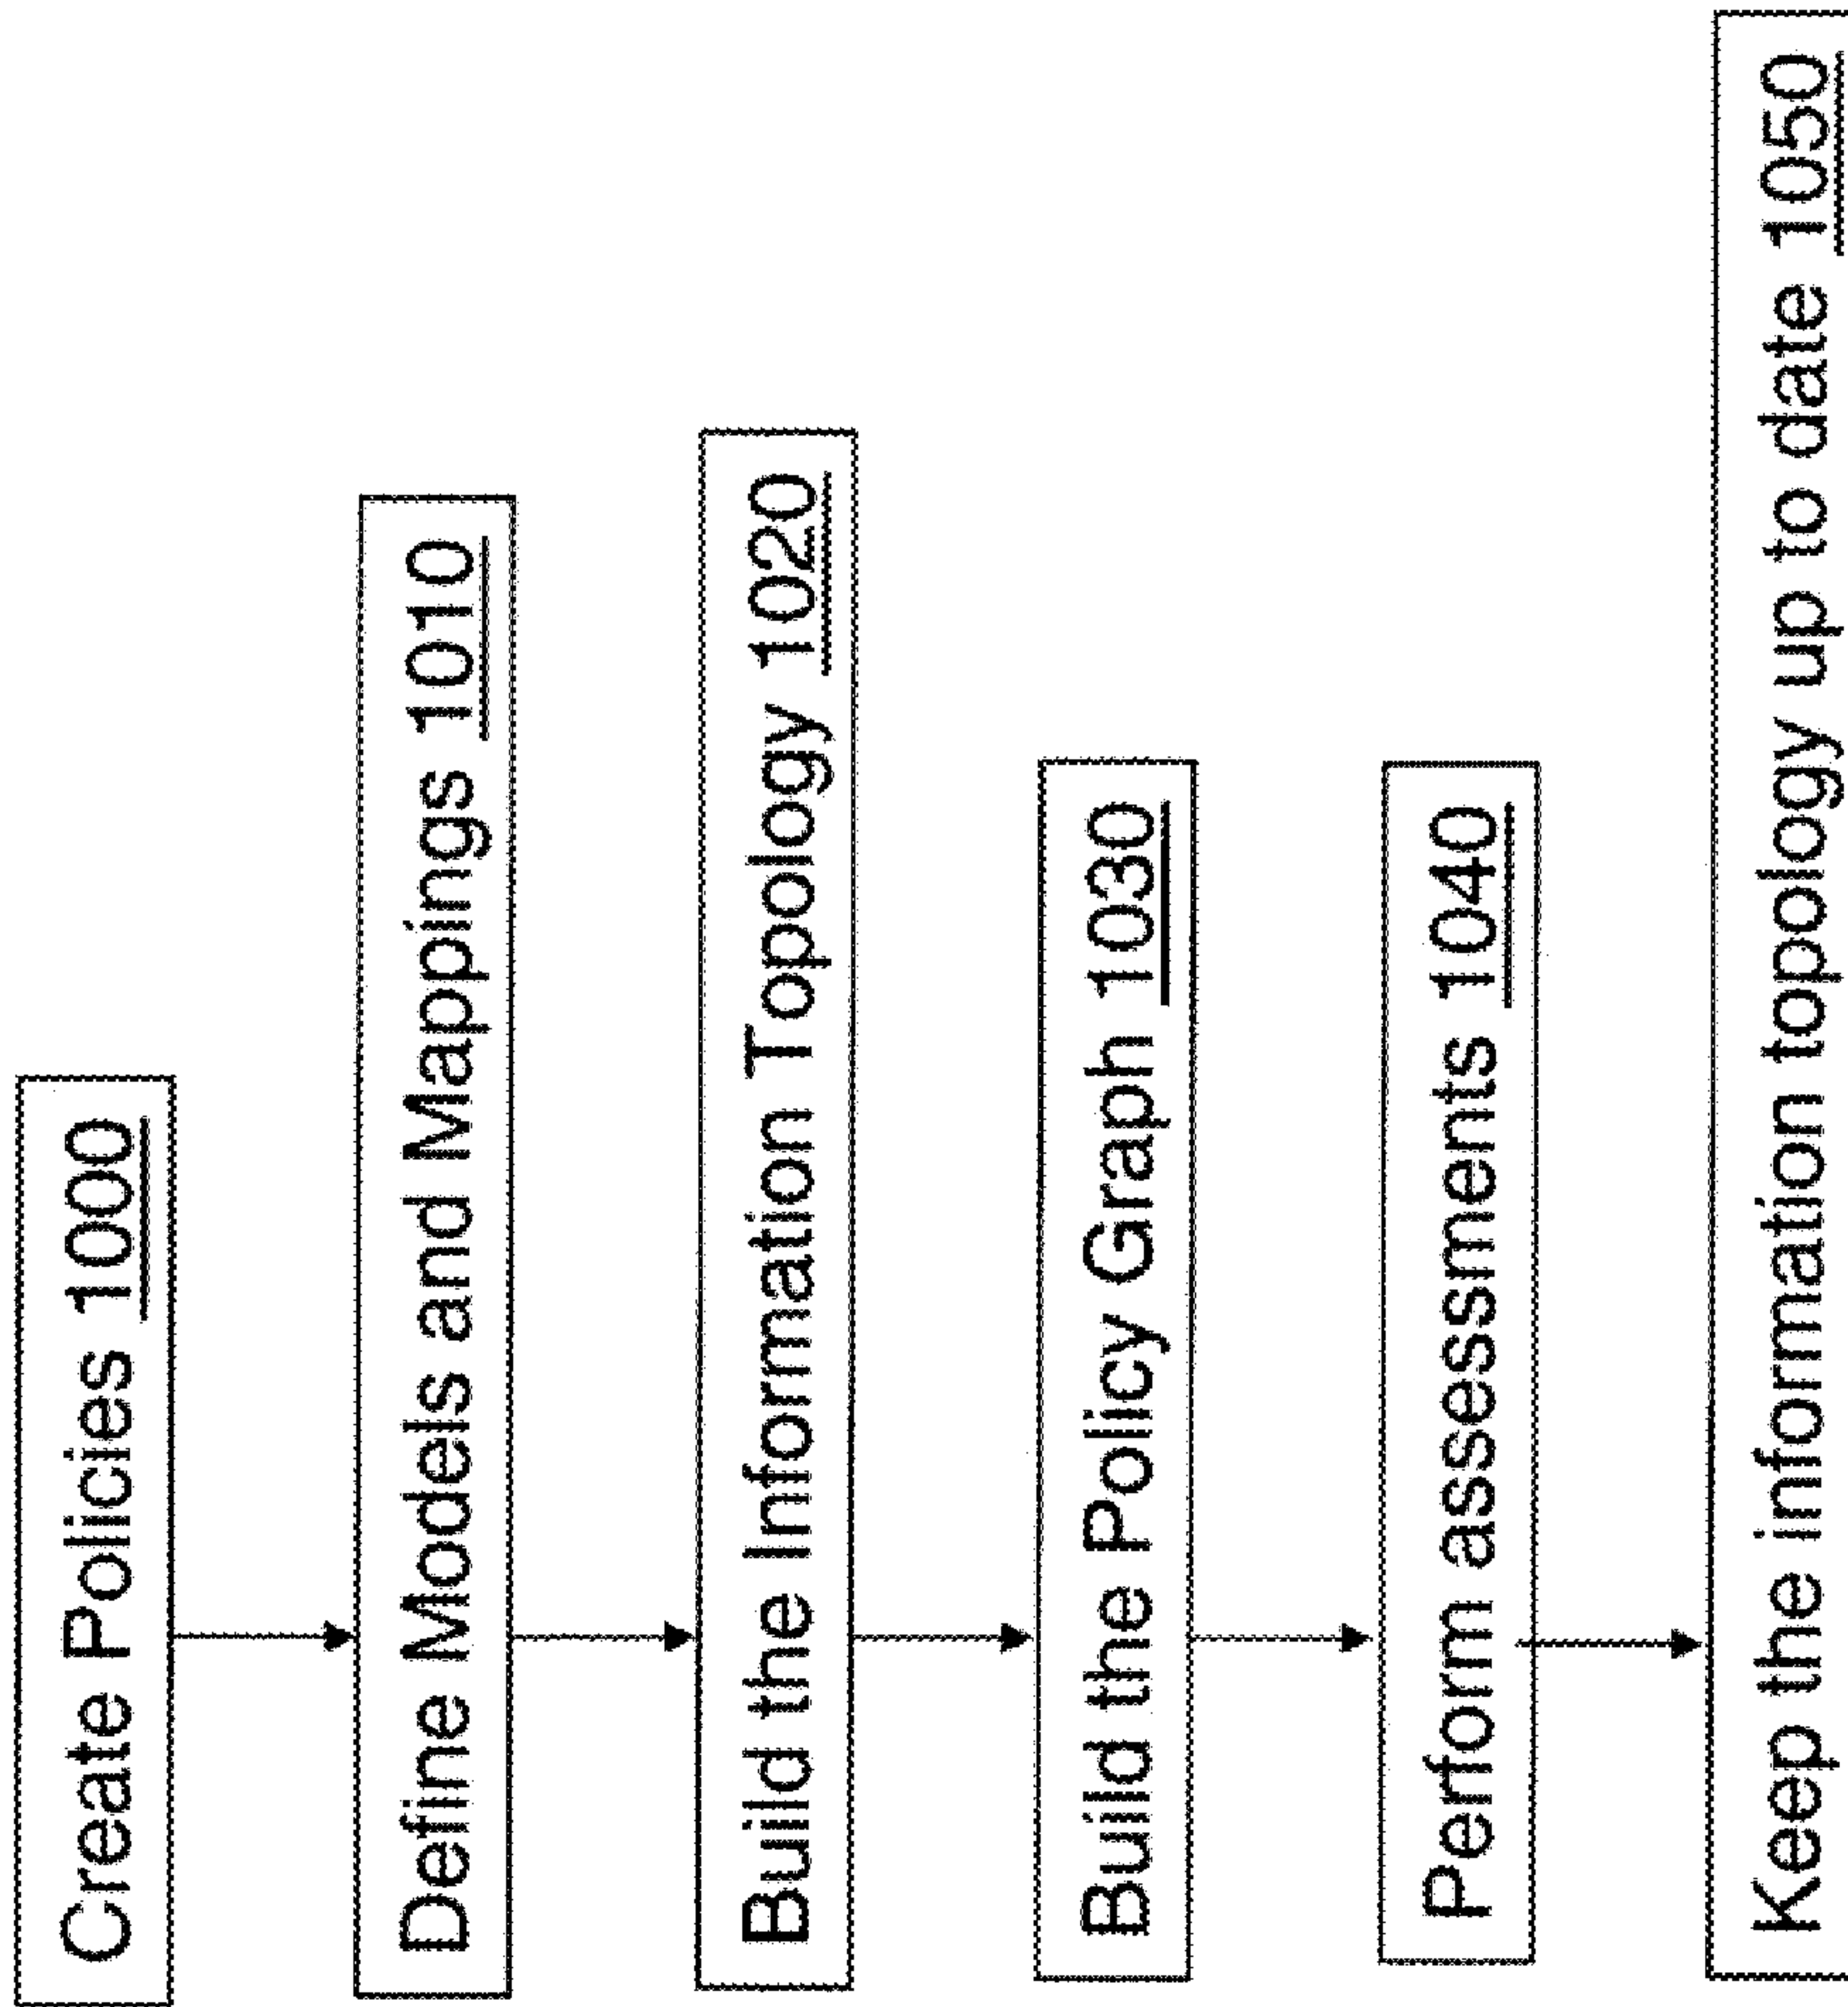 Create Policies 1000
Define Models and Mappings 1010
Build the Information Topology 1020
Build the Policy Graph 1030
Perform assessments 1040
Keep the information topology up to date 1050